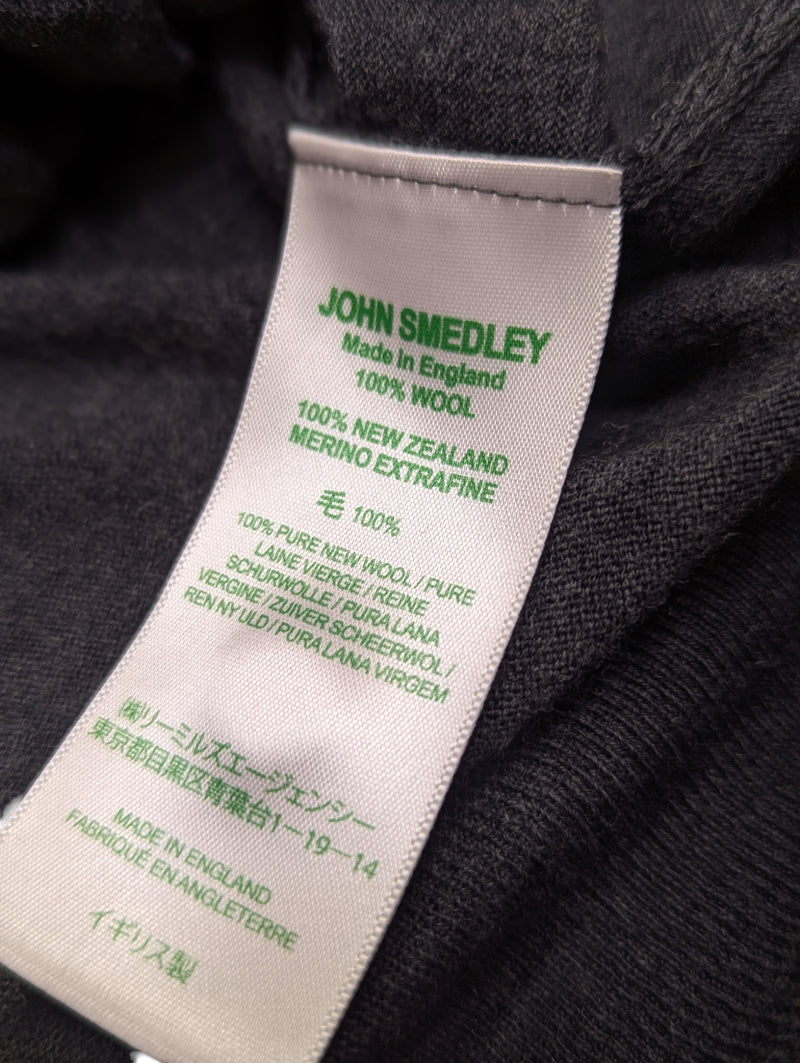 JOHN SMEDLEY
Made in England
100% WOOL
100% NEW ZEALAND
MERINO EXTRAFINE
毛 100%
100% PURE NEW WOOL / PURE
LAINE VIERGE / REINE
SCHURWOLLE / PURA LANA
VERGINE / ZUIVER SCHEERWOL /
REN NY ULD / PURA LANA VIRGEM
㈱リーミルズエージェンシー
東京都目黒区青葉台1-19-14
MADE IN ENGLAND
FABRIQUÉ EN ANGLETERRE
イギリス製